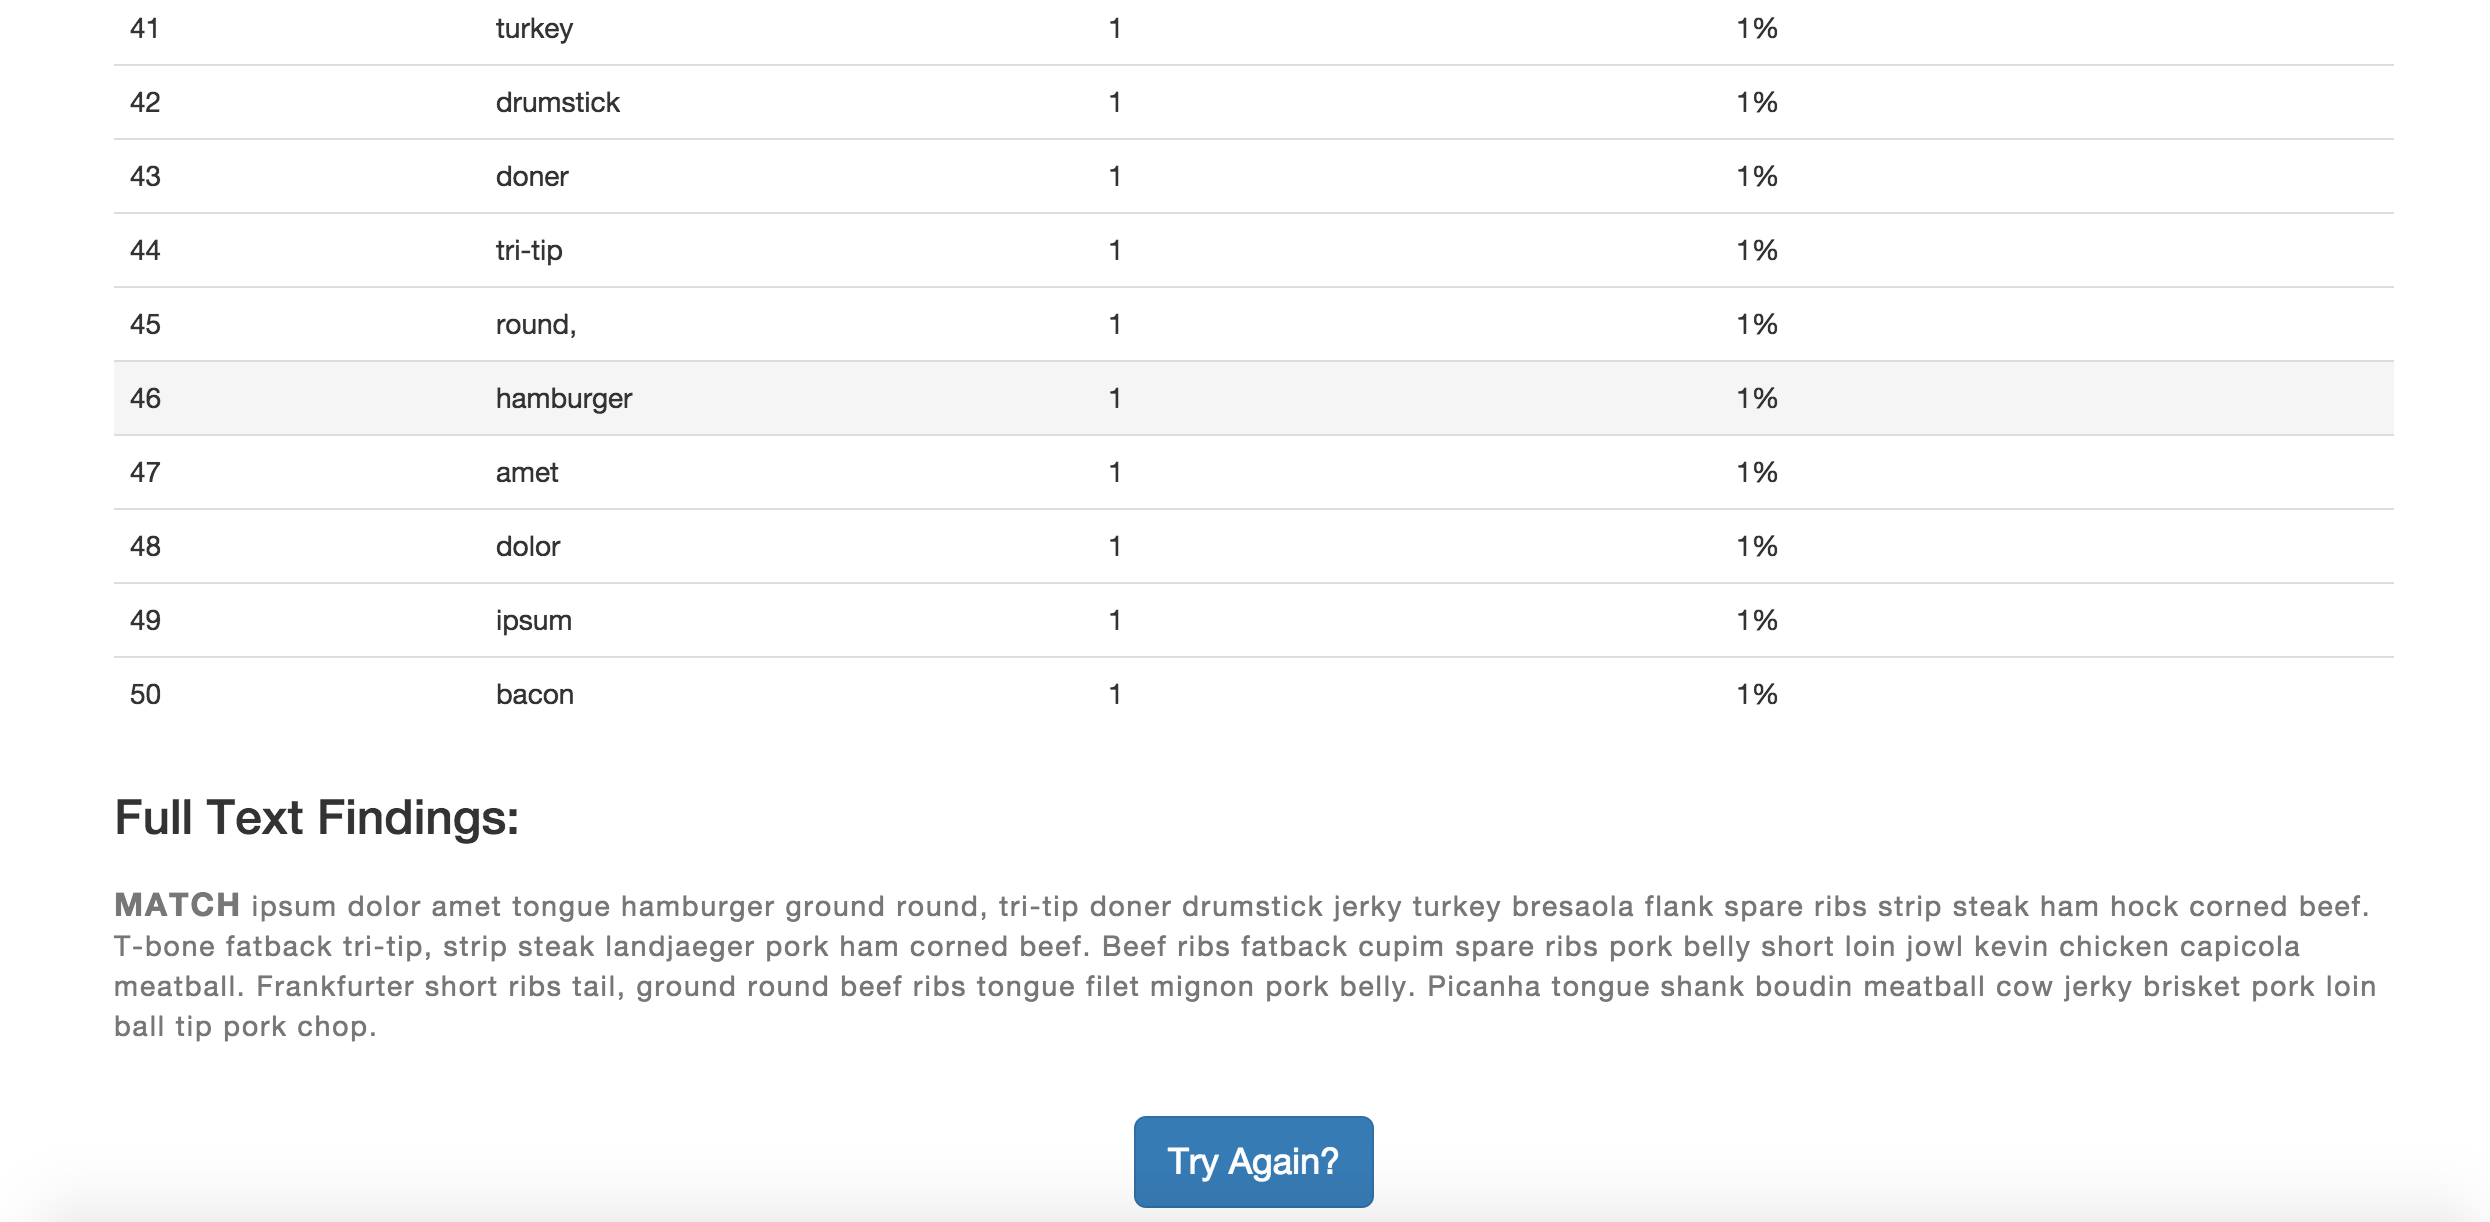 41 turkey 1 1%
42 drumstick 1 1%
43 doner 1 1%
44 tri-tip 1 1%
45 round, 1 1%
46 hamburger 1 1%
47 amet 1 1%
48 dolor 1 1%
49 ipsum 1 1%
50 bacon 1 1%
Full Text Findings:
MATCH ipsum dolor amet tongue hamburger ground round, tri-tip doner drumstick jerky turkey bresaola flank spare ribs strip steak ham hock corned beef.
T-bone fatback tri-tip, strip steak landjaeger pork ham corned beef. Beef ribs fatback cupim spare ribs pork belly short loin jowl kevin chicken capicola
meatball. Frankfurter short ribs tail, ground round beef ribs tongue filet mignon pork belly. Picanha tongue shank boudin meatball cow jerky brisket pork loin
ball tip pork chop.
Try Again?